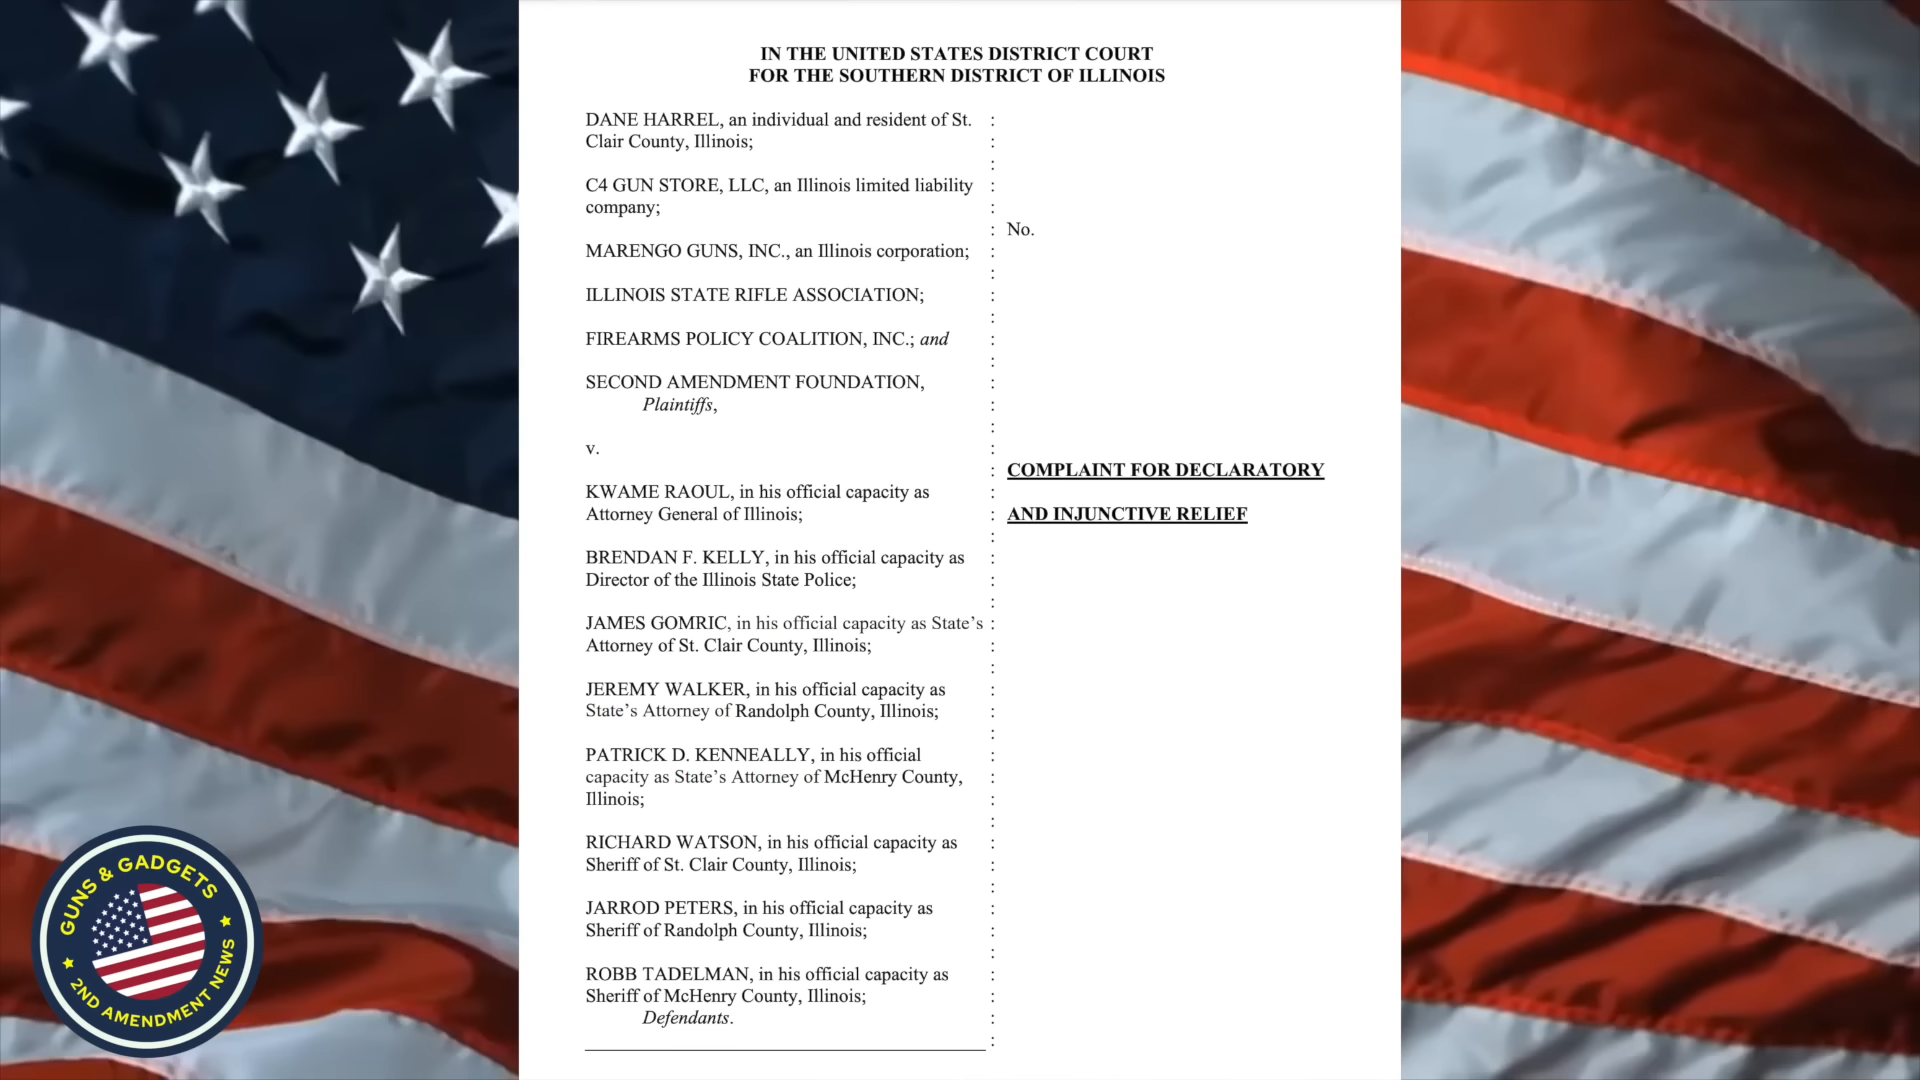 IN THE UNITED STATES DISTRICT COURT
FOR THE SOUTHERN DISTRICT OF ILLINOIS
DANE HARREL, an individual and resident of St.
Clair County, Illinois;
C4 GUN STORE, LLC, an Illinois limited liability
company;
No.
MARENGO GUNS, INC., an Illinois corporation;
ILLINOIS STATE RIFLE ASSOCIATION;
FIREARMS POLICY COALITION, INC.; and
SECOND AMENDMENT FOUNDATION,
Plaintiffs,
v.
COMPLAINT FOR DECLARATORY
AND INJUNCTIVE RELIEF
KWAME RAOUL, in his official capacity as
Attorney General of Illinois;
BRENDAN F. KELLY, in his official capacity as
Director of the Illinois State Police;
JAMES GOMRIC, in his official capacity as State’s
Attorney of St. Clair County, Illinois;
JEREMY WALKER, in his official capacity as
State’s Attorney of Randolph County, Illinois;
PATRICK D. KENNEALLY, in his official
capacity as State’s Attorney of McHenry County,
Illinois;
RICHARD WATSON, in his official capacity as
Sheriff of St. Clair County, Illinois;
JARROD PETERS, in his official capacity as
Sheriff of Randolph County, Illinois;
ROBB TADELMAN, in his official capacity as
Sheriff of McHenry County, Illinois;
Defendants.
GUNS & GADGETS
2ND AMENDMENT NEWS